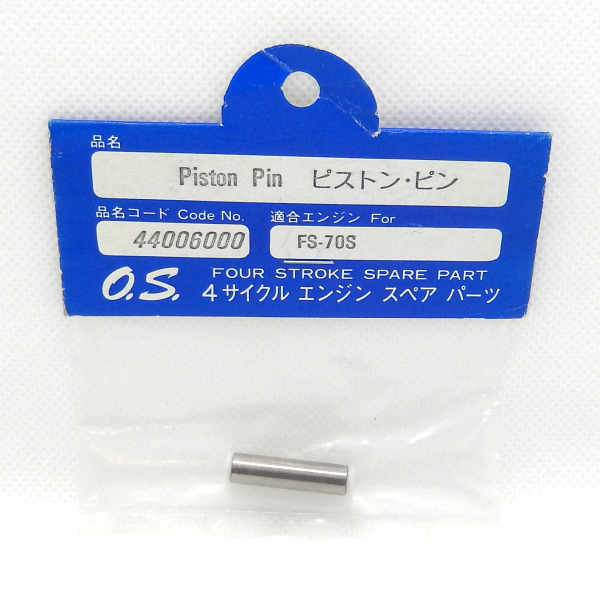 品名
Piston Pin ピストン・ピン
品名コード Code No. 適合エンジン For
44006000 FS-70S
O.S. FOUR STROKE SPARE PART
4サイクル エンジン スペア パーツ